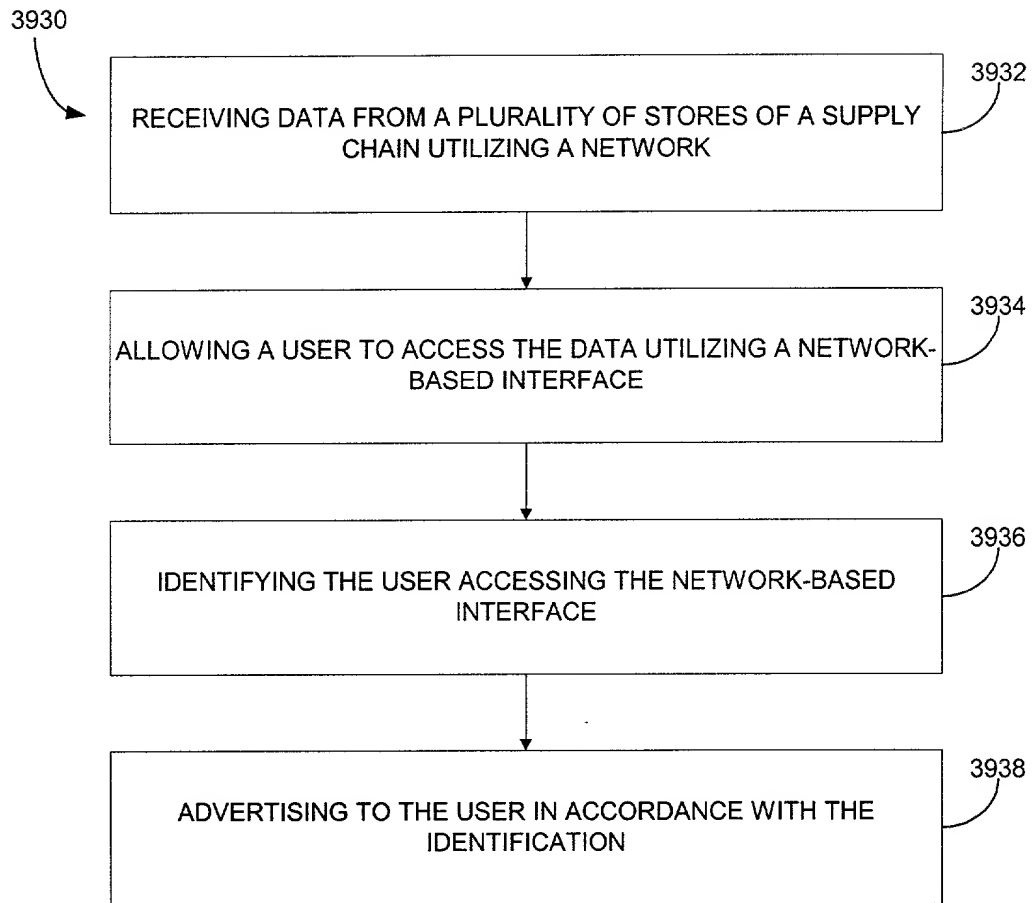 3930
3932
RECEIVING DATA FROM A PLURALITY OF STORES OF A SUPPLY
CHAIN UTILIZING A NETWORK
3934
ALLOWING A USER TO ACCESS THE DATA UTILIZING A NETWORK-
BASED INTERFACE
3936
IDENTIFYING THE USER ACCESSING THE NETWORK-BASED
INTERFACE
3938
ADVERTISING TO THE USER IN ACCORDANCE WITH THE
IDENTIFICATION